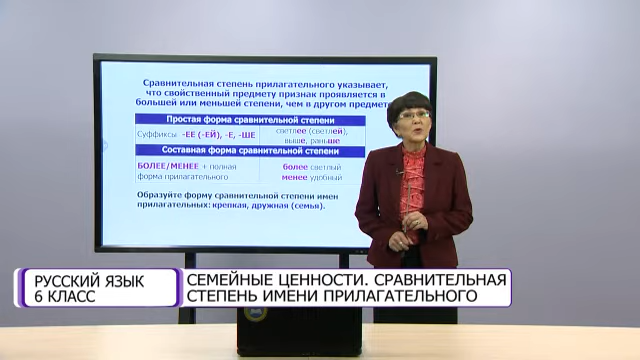 Сравнительная степень прилагательного указывает,
что свойственный предмету признак проявляется в
большей или меньшей степени, чем в другом предмете
Простая форма сравнительной степени
Суффиксы: -ЕЕ (-ЕЙ), -Е, -ШЕ
светлее (светлей),
выше, раньше
Составная форма сравнительной степени
БОЛЕЕ/МЕНЕЕ + полная
форма прилагательного
более светлый
менее удобный
Образуйте форму сравнительной степени имен
прилагательных: крепкая, дружная (семья).
РУССКИЙ ЯЗЫК
6 КЛАСС
СЕМЕЙНЫЕ ЦЕННОСТИ. СРАВНИТЕЛЬНАЯ
СТЕПЕНЬ ИМЕНИ ПРИЛАГАТЕЛЬНОГО